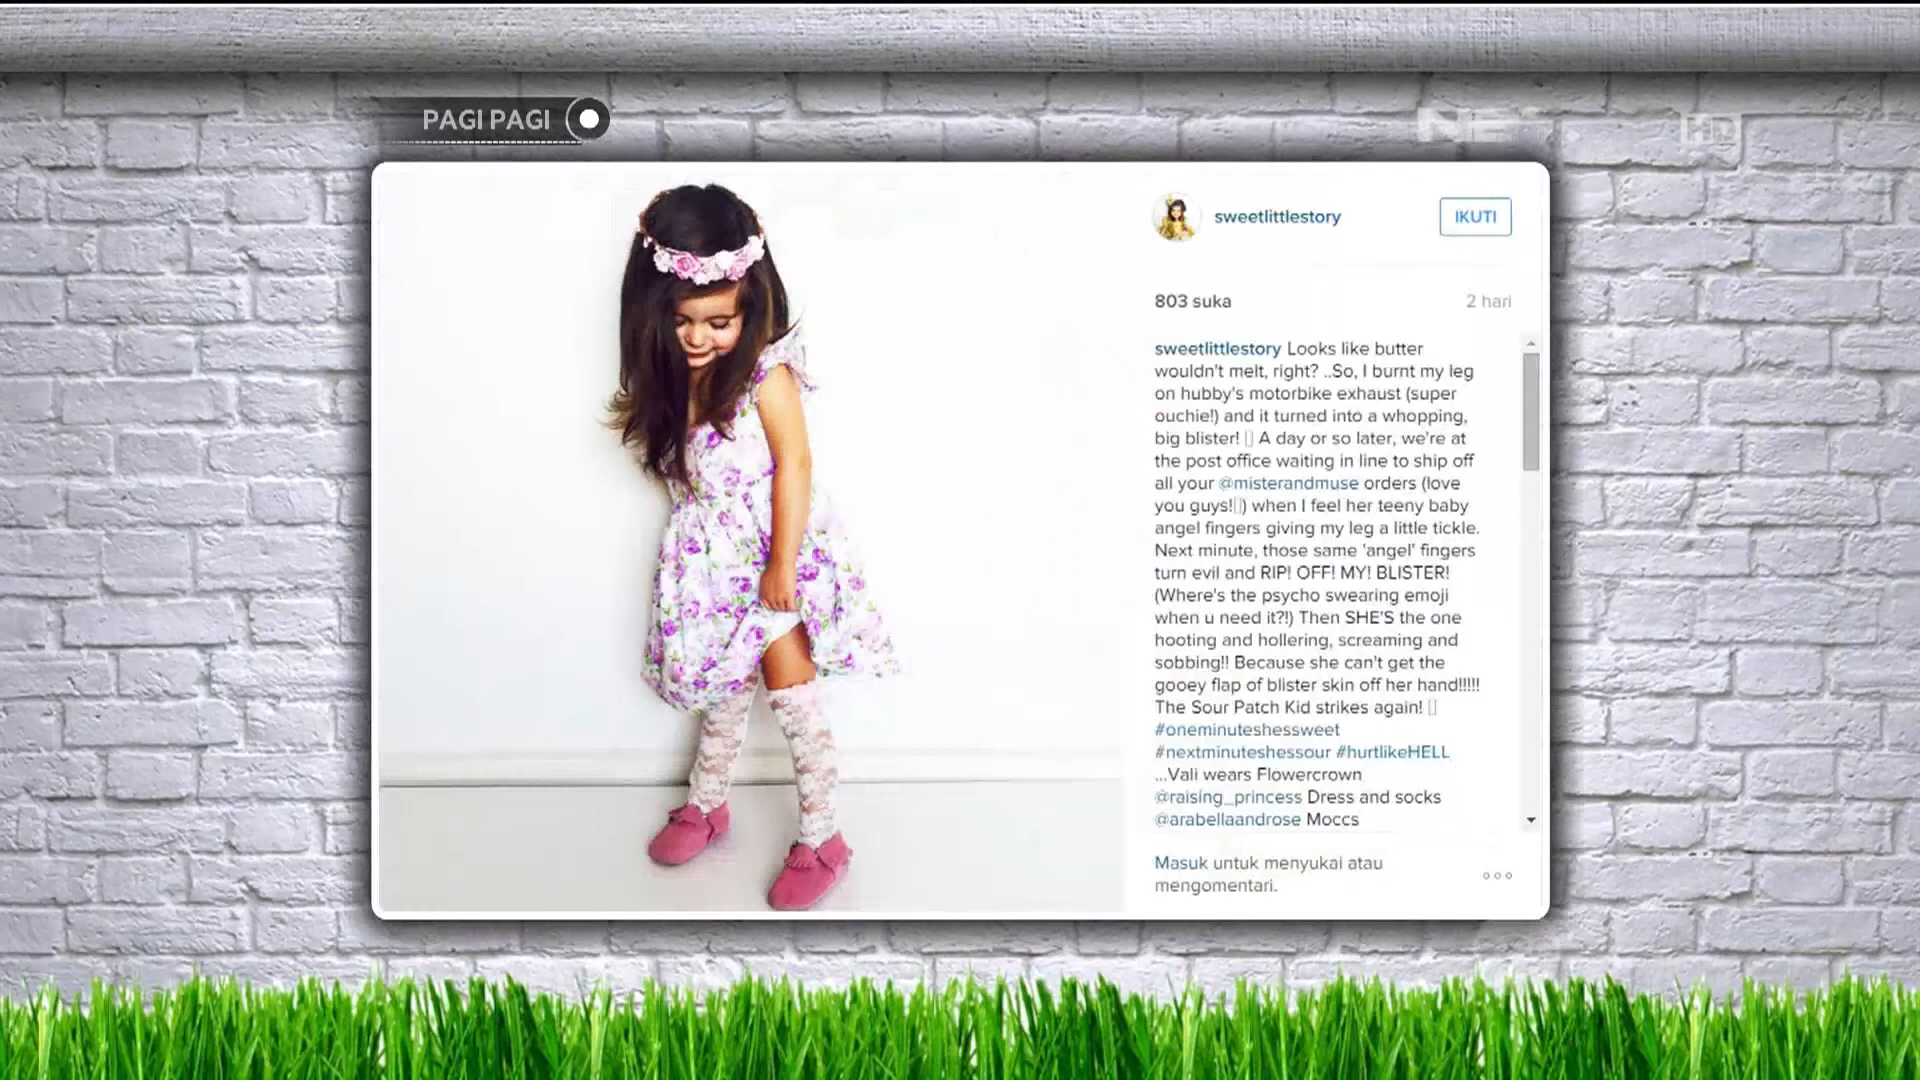 PAGI PAGI
NE
HD
sweetlittlestory
IKUTI
803 suka
2 hari
sweetlittlestory Looks like butter
wouldn't melt, right? ..So, I burnt my leg
on hubby's motorbike exhaust (super
ouchie!) and it turned into a whopping,
big blister! A day or so later, we're at
the post office waiting in line to ship off
all your @misterandmuse orders (love
you guys!) when I feel her teeny baby
angel fingers giving my leg a little tickle.
Next minute, those same 'angel' fingers
turn evil and RIP! OFF! MY! BLISTER!
(Where's the psycho swearing emoji
when u need it?!) Then SHE'S the one
hooting and hollering, screaming and
sobbing!! Because she can't get the
gooey flap of blister skin off her hand!!!!!
The Sour Patch Kid strikes again!
#oneminuteshessweet
#nextminuteshessour #hurtlikeHELL
...Vali wears Flowercrown
@raising_princess Dress and socks
@arabellaandrose Moccs
Masuk untuk menyukai atau
mengomentari.